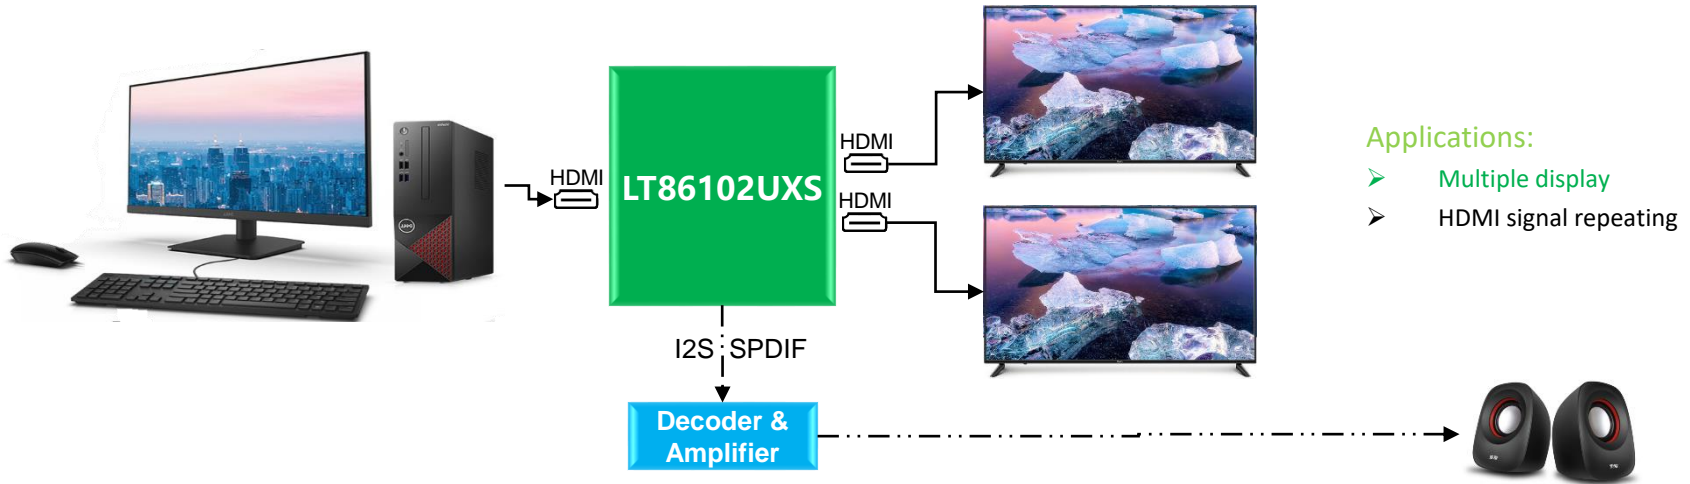 HDMI
LT86102UXS
HDMI
HDMI
I2S
SPDIF
Decoder &
Amplifier
Applications:
➢ Multiple display
➢ HDMI signal repeating